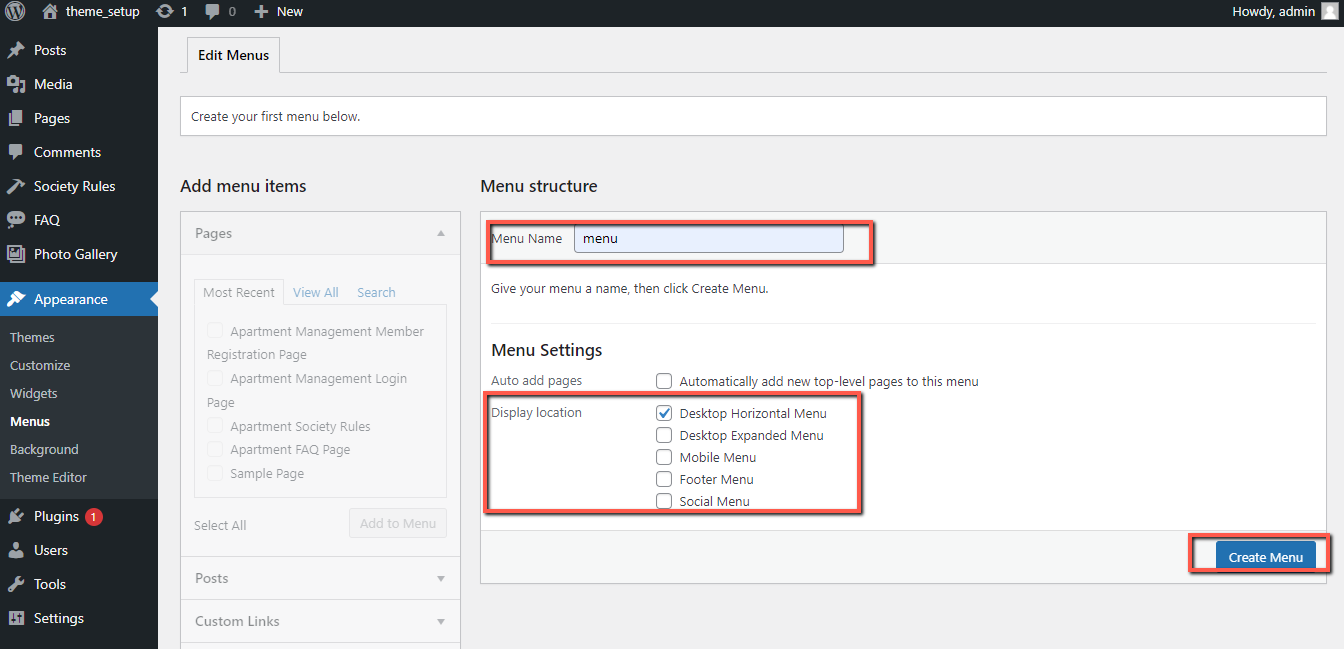 theme_setup 1 0 New Howdy, admin
Posts
Media
Pages
Comments
Society Rules
FAQ
Photo Gallery
Appearance
Themes
Customize
Widgets
Menus
Background
Theme Editor
Plugins 1
Users
Tools
Settings
Edit Menus
Create your first menu below.
Add menu items
Pages
Most Recent View All Search
Apartment Management Member
Registration Page
Apartment Management Login
Page
Apartment Society Rules
Apartment FAQ Page
Sample Page
Select All Add to Menu
Posts
Custom Links
Menu structure
Menu Name menu
Give your menu a name, then click Create Menu.
Menu Settings
Auto add pages Automatically add new top-level pages to this menu
Display location Desktop Horizontal Menu
Desktop Expanded Menu
Mobile Menu
Footer Menu
Social Menu
Create Menu